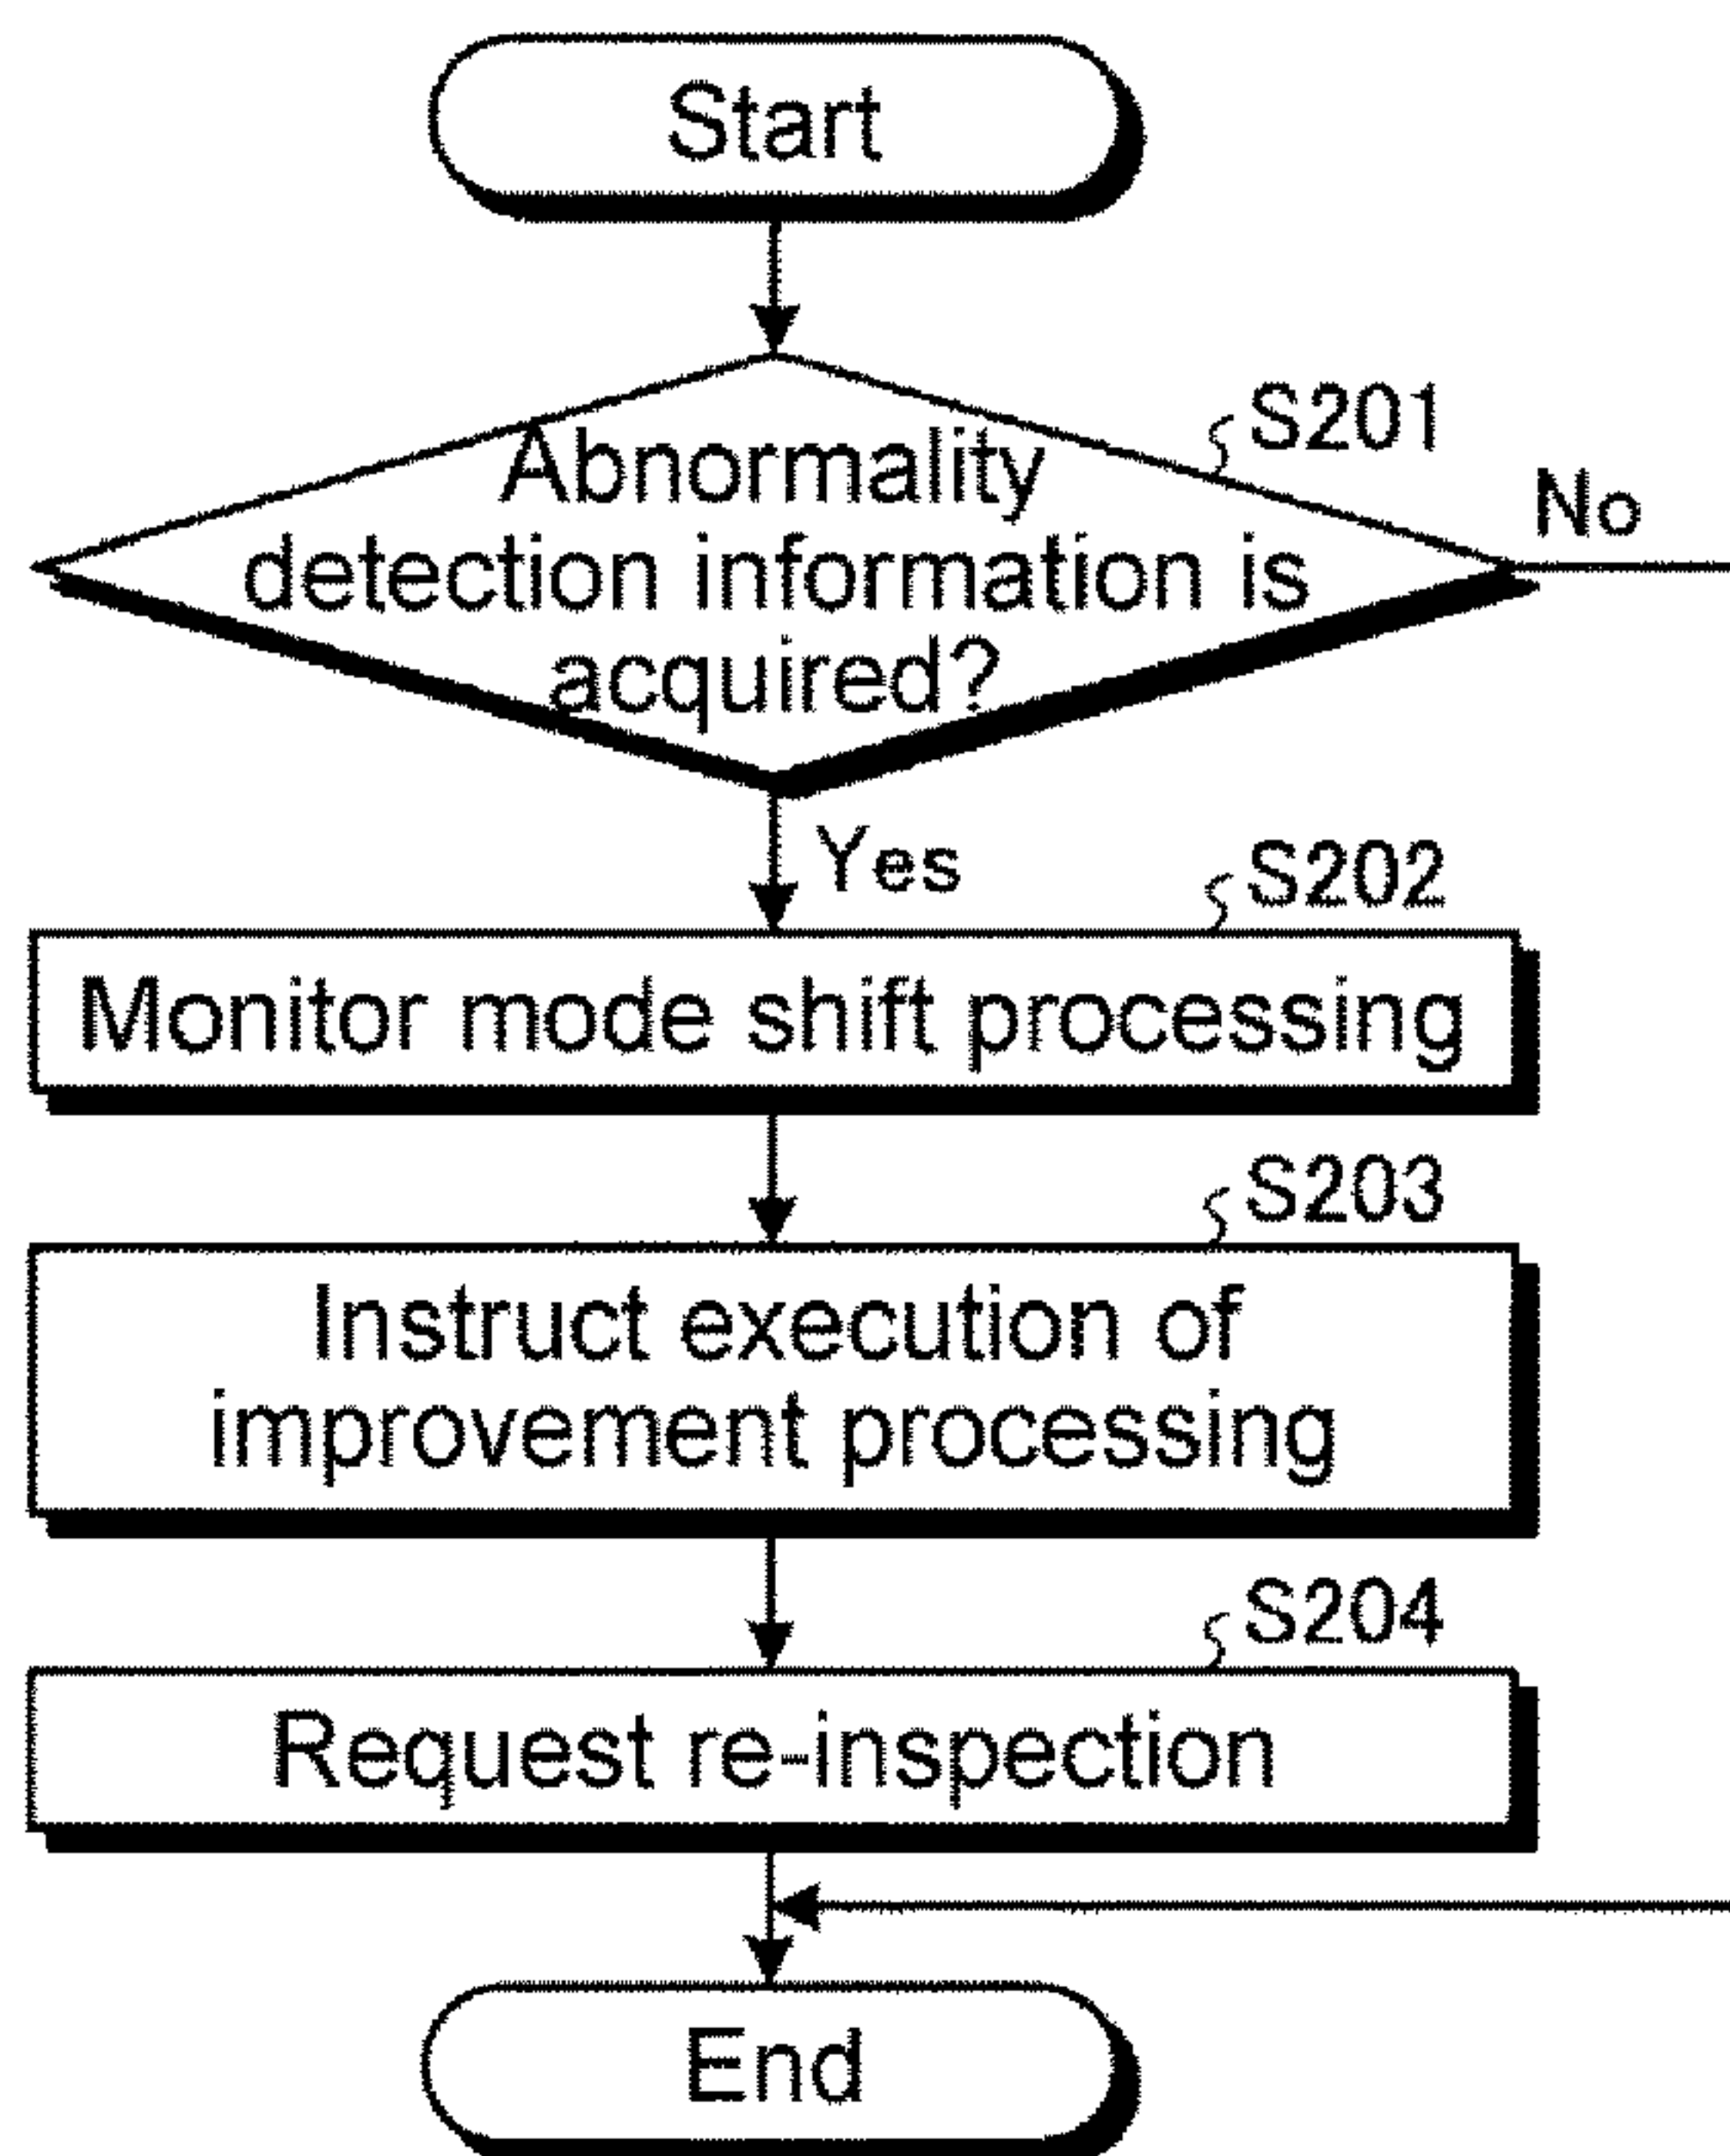 Start
S201
Abnormality
detection information is
acquired?
No
Yes
S202
Monitor mode shift processing
S203
Instruct execution of
improvement processing
S204
Request re-inspection
End